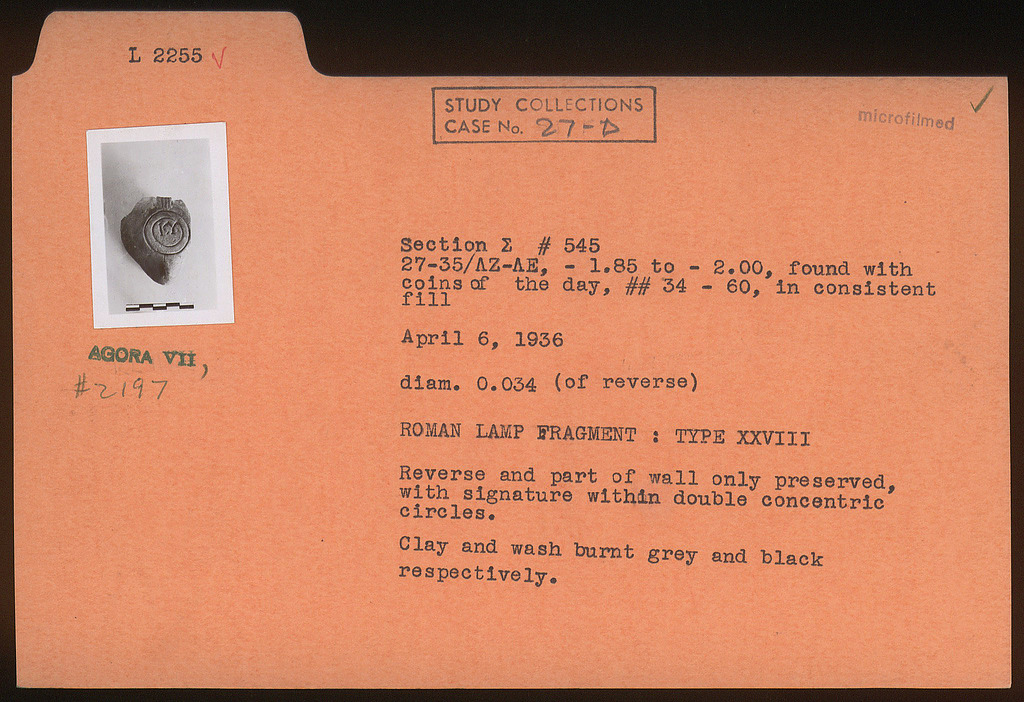 L 2255 ✓
STUDY COLLECTIONS
CASE No. 27-D
microfilmed ✓
AGORA VII,
#2197
Section Σ # 545
27-35/ΛZ-ΛE, - 1.85 to - 2.00, found with
coins of the day, ## 34 - 60, in consistent
fill
April 6, 1936
diam. 0.034 (of reverse)
ROMAN LAMP FRAGMENT : TYPE XXVIII
Reverse and part of wall only preserved,
with signature within double concentric
circles.
Clay and wash burnt grey and black
respectively.